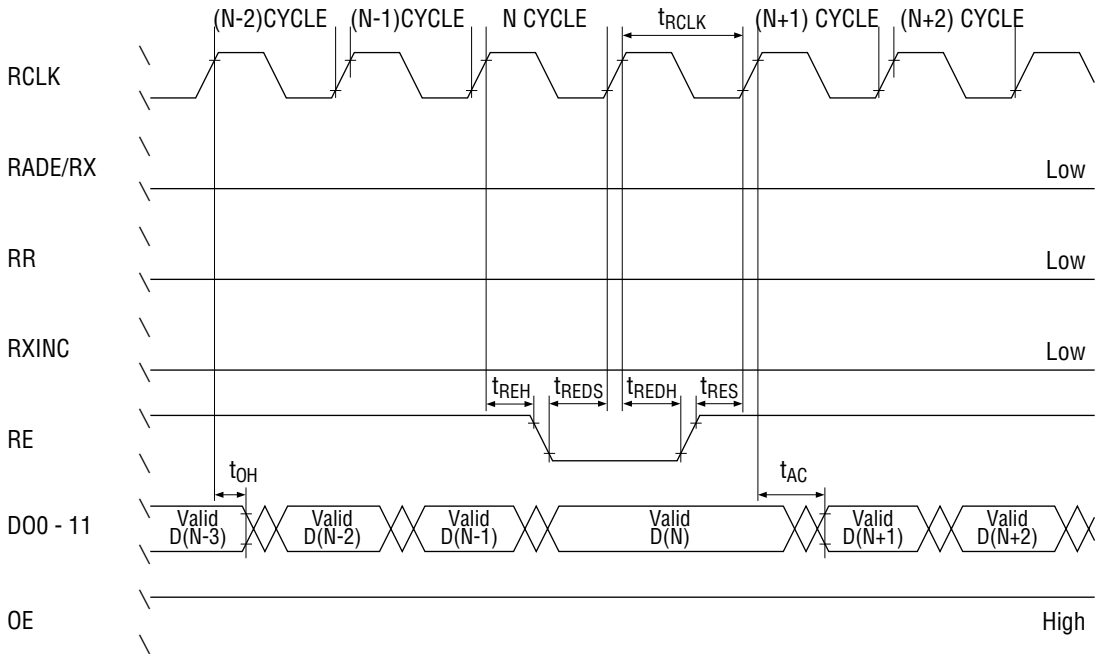 (N-2)CYCLE (N-1)CYCLE N CYCLE tRCLK (N+1) CYCLE (N+2) CYCLE
RCLK
RADE/RX Low
RR Low
RXINC Low
tREH tREDS tREDH tRES
RE
tOH tAC
DO0 - 11
Valid D(N-3)
Valid D(N-2)
Valid D(N-1)
Valid D(N)
Valid D(N+1)
Valid D(N+2)
OE High